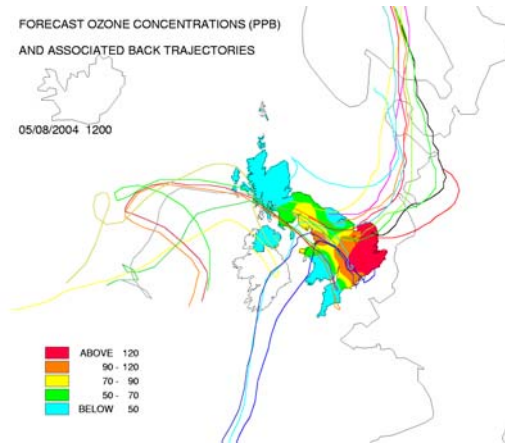 FORECAST OZONE CONCENTRATIONS (PPB)
AND ASSOCIATED BACK TRAJECTORIES
05/08/2004 1200
ABOVE 120
90 - 120
70 - 90
50 - 70
BELOW 50